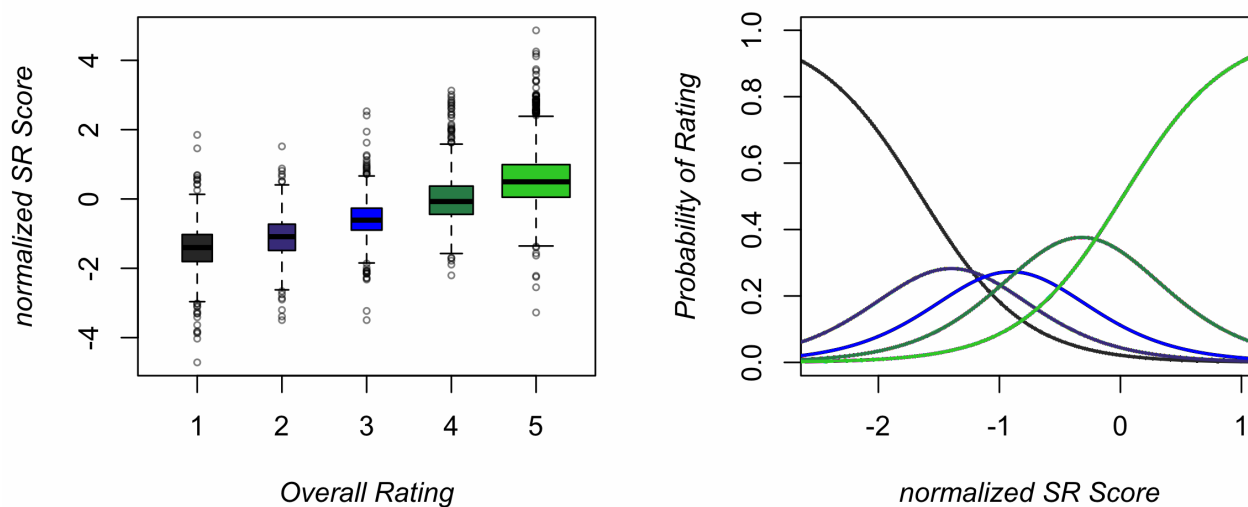 normalized SR Score
4
2
0
-2
-4
1 2 3 4 5
Overall Rating
Probability of Rating
1.0
0.8
0.6
0.4
0.2
0.0
-2 -1 0 1
normalized SR Score